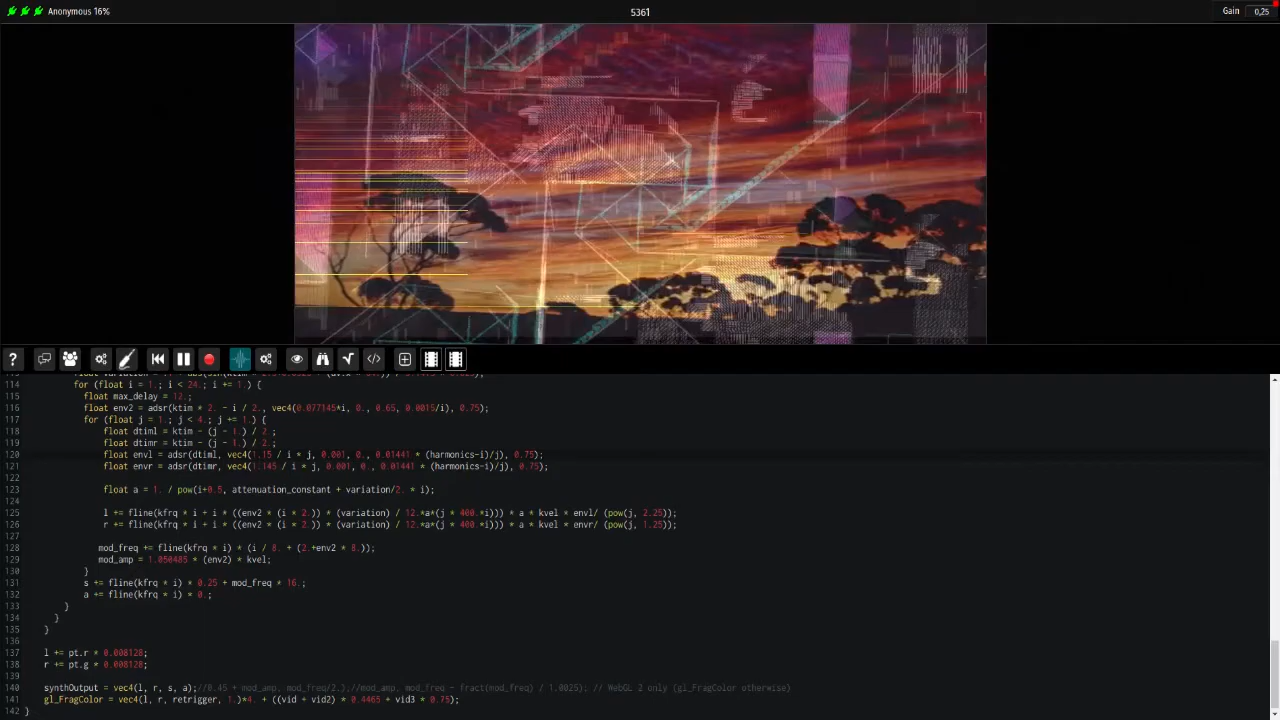 Anonymous 16%
5361
Gain 0,25
?
114 for (float i = 1.; i < 24.; i += 1.) {
115 float max_delay = 12.;
116 float env2 = adsr(ktim * 2. - i / 2., vec4(0.077145*i, 0., 0.65, 0.0015/i), 0.75);
117 for (float j = 1.; j < 4.; j += 1.) {
118 float dtiml = ktim - (j - 1.) / 2.;
119 float dtimr = ktim - (j - 1.) / 2.;
120 float envl = adsr(dtiml, vec4(1.15 / i * j, 0.001, 0., 0.01441 * (harmonics-i)/j), 0.75);
121 float envr = adsr(dtimr, vec4(1.145 / i * j, 0.001, 0., 0.01441 * (harmonics-i)/j), 0.75);
122
123 float a = 1. / pow(i+0.5, attenuation_constant + variation/2. * i);
124
125 l += fline(kfrq * i + i * ((env2 * (i * 2.)) * (variation) / 12.*a*(j * 400.*i))) * a * kvel * envl/ (pow(j, 2.25));
126 r += fline(kfrq * i + i * ((env2 * (i * 2.)) * (variation) / 12.*a*(j * 400.*i))) * a * kvel * envr/ (pow(j, 1.25));
127
128 mod_freq += fline(kfrq * i) * (i / 8. + (2.+env2 * 8.));
129 mod_amp = 1.050485 * (env2) * kvel;
130 }
131 s += fline(kfrq * i) * 0.25 + mod_freq * 16.;
132 a += fline(kfrq * i) * 0.;
133 }
134 }
135 }
136
137 l += pt.r * 0.008128;
138 r += pt.g * 0.008128;
139
140 synthOutput = vec4(l, r, s, a);//0.45 + mod_amp, mod_freq/2.);//mod_amp, mod_freq - fract(mod_freq) / 1.0025); // WebGL 2 only (gl_FragColor otherwise)
141 gl_FragColor = vec4(l, r, retrigger, 1.)*4. + ((vid + vid2) * 0.4465 + vid3 * 0.75);
142 }